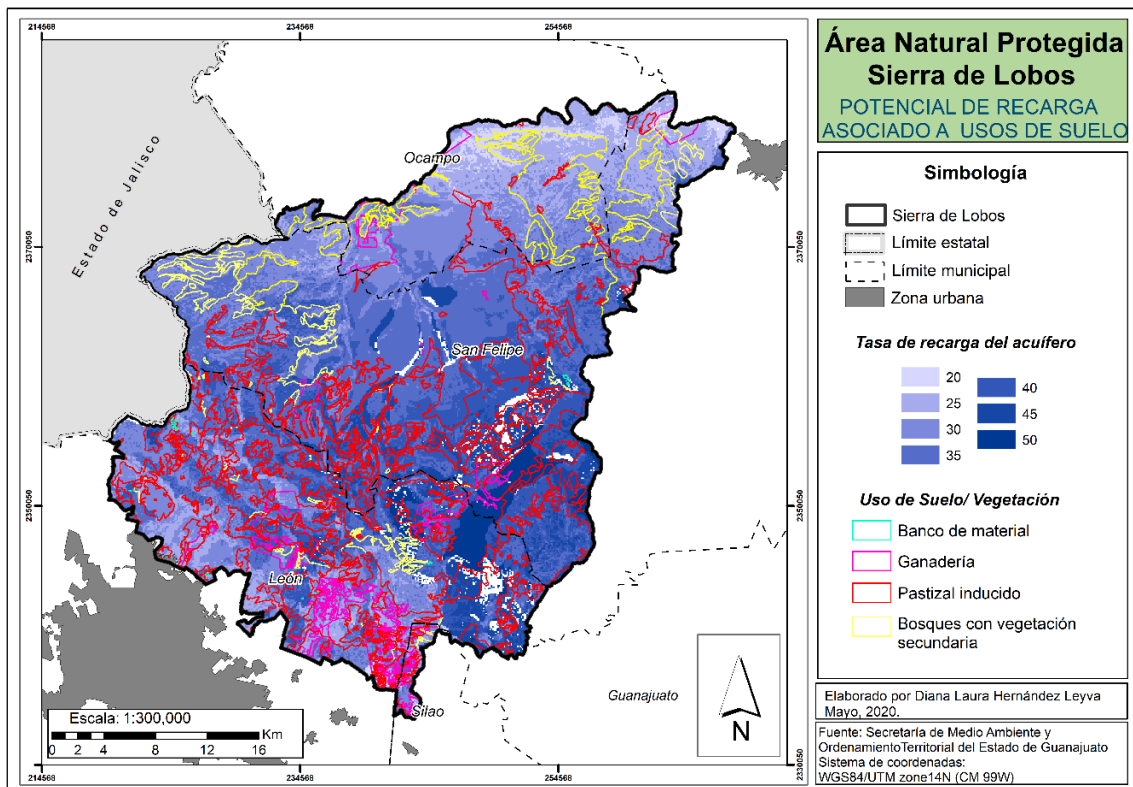 Área Natural Protegida
Sierra de Lobos
POTENCIAL DE RECARGA
ASOCIADO A USOS DE SUELO
Simbología
Sierra de Lobos
Límite estatal
Límite municipal
Zona urbana
Tasa de recarga del acuífero
20
25
30
35
40
45
50
Uso de Suelo/ Vegetación
Banco de material
Ganadería
Pastizal inducido
Bosques con vegetación
secundaria
Elaborado por Diana Laura Hernández Leyva
Mayo, 2020.
Fuente: Secretaría de Medio Ambiente y
OrdenamientoTerritorial del Estado de Guanajuato
Sistema de coordenadas:
WGS84/UTM zone14N (CM 99W)
214568
234568
254568
2370050
2370050
Estado de Jalisco
Ocampo
San Felipe
2350050
2350050
León
Silao
Guanajuato
N
Escala: 1:300,000
Km
0 2 4 8 12 16
2330050
214568
234568
254568